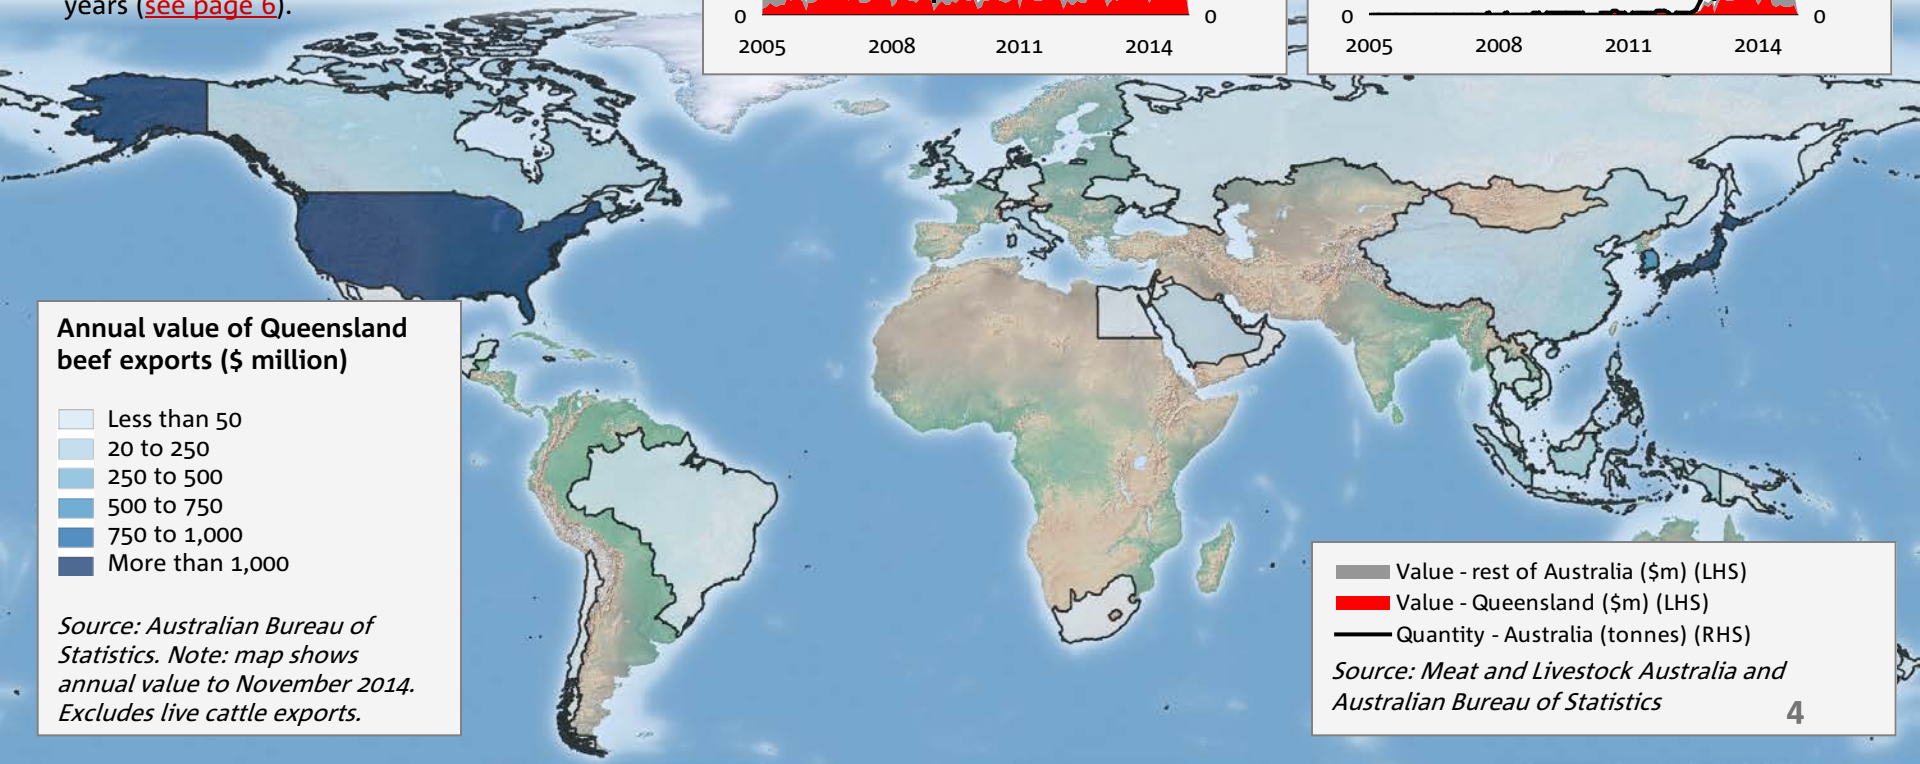 years (see page 6).
0
0
2005
2008
2011
2014
0
0
2005
2008
2011
2014
Annual value of Queensland
beef exports ($ million)
Less than 50
20 to 250
250 to 500
500 to 750
750 to 1,000
More than 1,000
Source: Australian Bureau of
Statistics. Note: map shows
annual value to November 2014.
Excludes live cattle exports.
Value - rest of Australia ($m) (LHS)
Value - Queensland ($m) (LHS)
Quantity - Australia (tonnes) (RHS)
Source: Meat and Livestock Australia and
Australian Bureau of Statistics
4